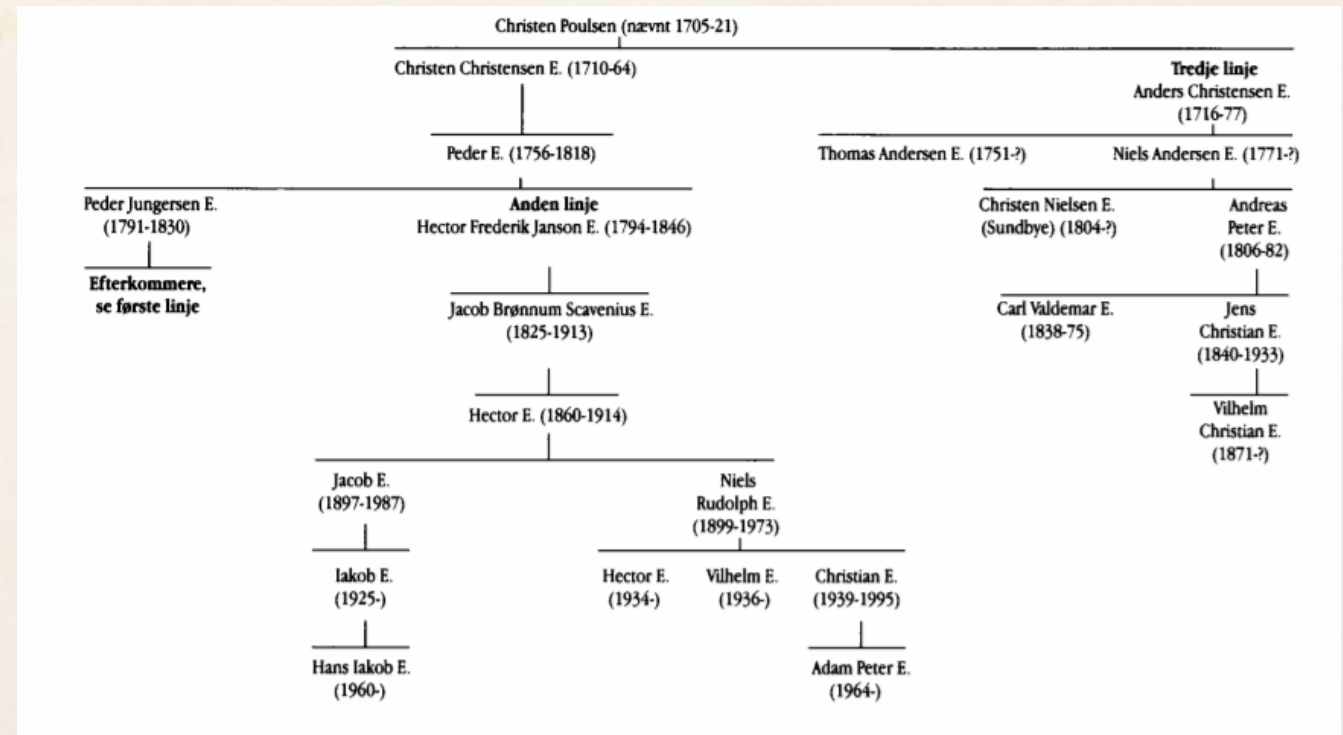 Christen Poulsen (nævnt 1705-21)
Christen Christensen E. (1710-64)
Tredje linje
Anders Christensen E.
(1716-77)
Peder E. (1756-1818)
Thomas Andersen E. (1751-?)
Niels Andersen E. (1771-?)
Peder Jungersen E.
(1791-1830)
Anden linje
Hector Frederik Janson E. (1794-1846)
Christen Nielsen E.
(Sundbye) (1804-?)
Andreas
Peter E.
(1806-82)
Efterkommere,
se første linje
Jacob Brønnum Scavenius E.
(1825-1913)
Carl Valdemar E.
(1838-75)
Jens
Christian E.
(1840-1933)
Hector E. (1860-1914)
Vilhelm
Christian E.
(1871-?)
Jacob E.
(1897-1987)
Niels
Rudolph E.
(1899-1973)
Iakob E.
(1925-)
Hector E.
(1934-)
Vilhelm E.
(1936-)
Christian E.
(1939-1995)
Hans Iakob E.
(1960-)
Adam Peter E.
(1964-)